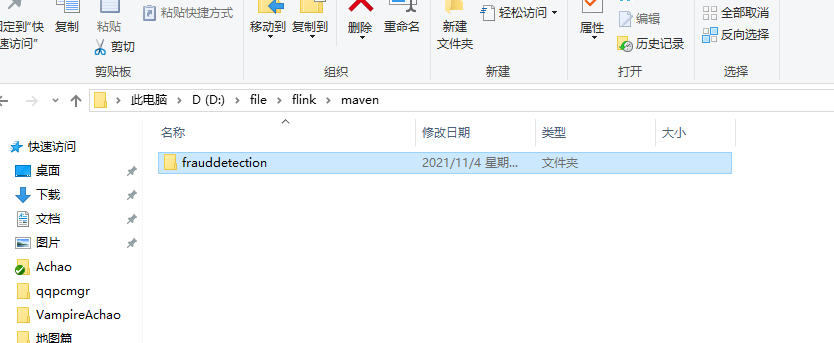 固定到"快
速访问"
复制
粘贴
粘贴快捷方式
剪切
剪贴板
移动到
复制到
删除
重命名
组织
新建
文件夹
轻松访问
新建
属性
编辑
历史记录
打开
全部取消
反向选择
选择
此电脑 > D (D:) > file > flink > maven
名称 修改日期 类型 大小
frauddetection 2021/11/4 星期... 文件夹
快速访问
桌面
下载
文档
图片
Achao
qqpcmgr
VampireAchao
地图篇